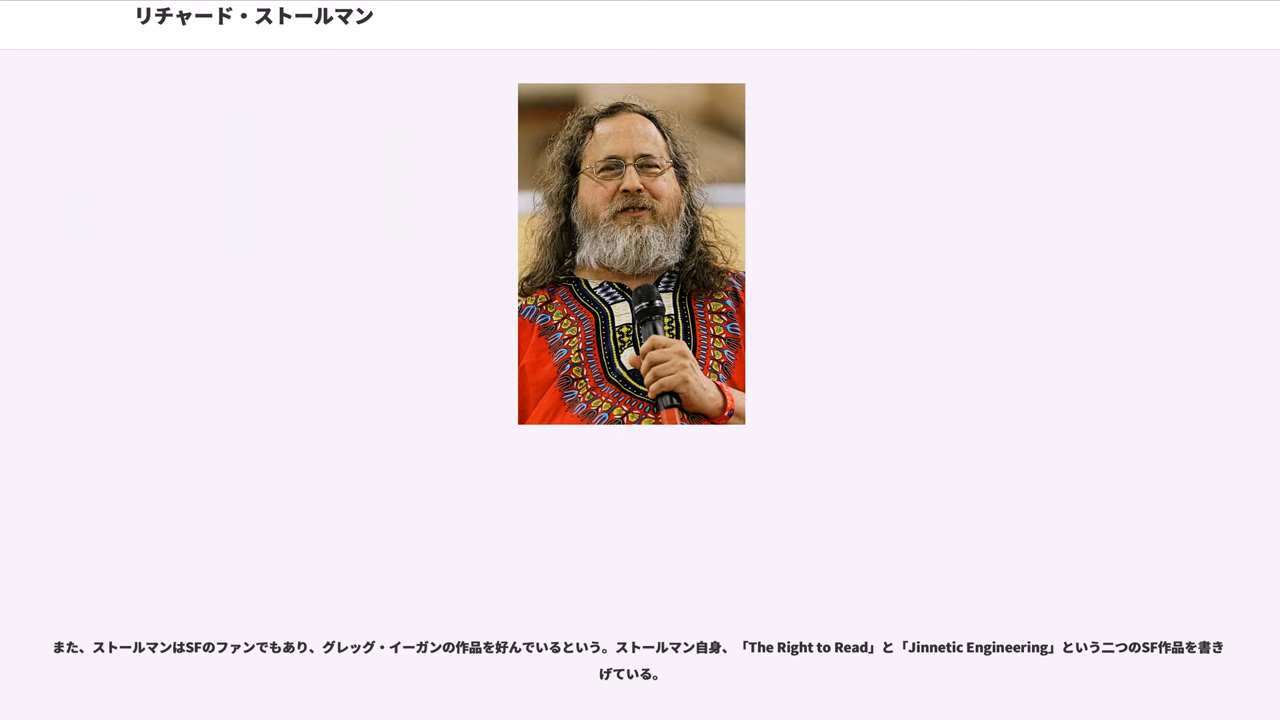 リチャード・ストールマン
また、ストールマンはSFのファンでもあり、グレッグ・イーガンの作品を好んでいるという。ストールマン自身、「The Right to Read」と「Jinnetic Engineering」という二つのSF作品を書き
げている。